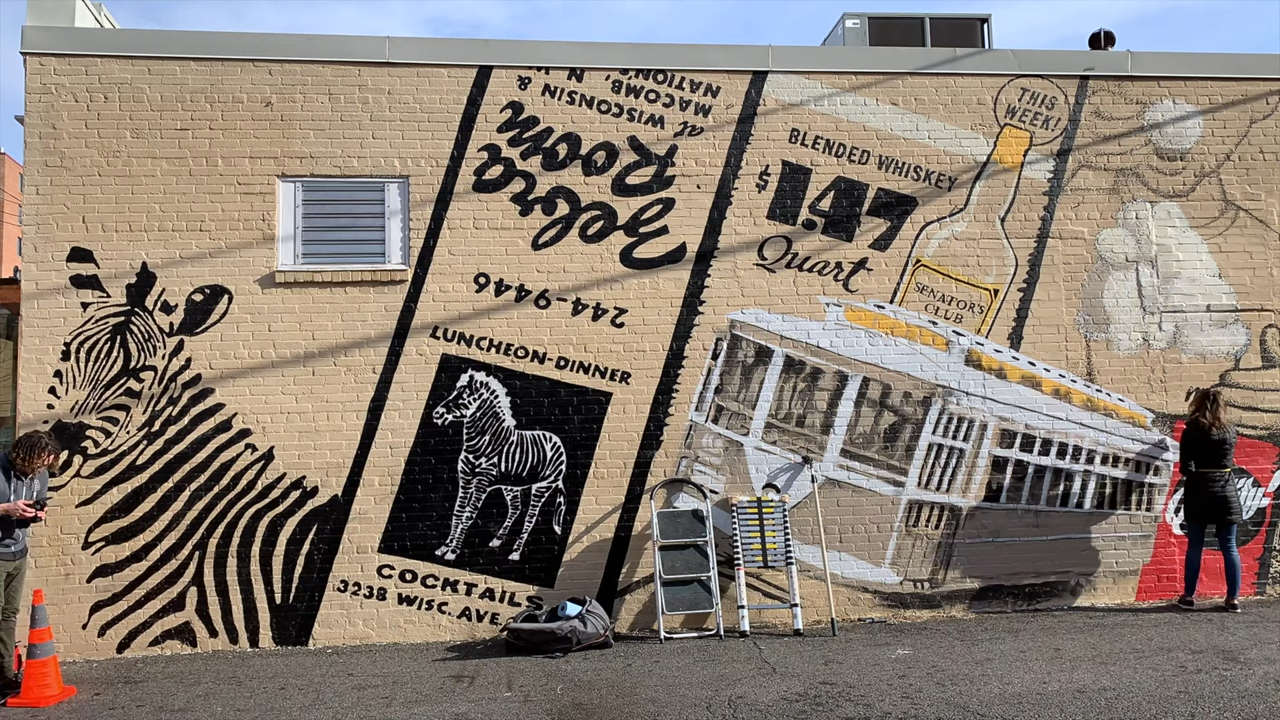 244-9446
Zebra
Room
at WISCONSIN &
MACOMB, N.W.
NATION'S
LUNCHEON-DINNER
COCKTAILS
3238 WISC. AVE.
BLENDED WHISKEY
$1.47
Quart
THIS
WEEK!
SENATOR'S
CLUB